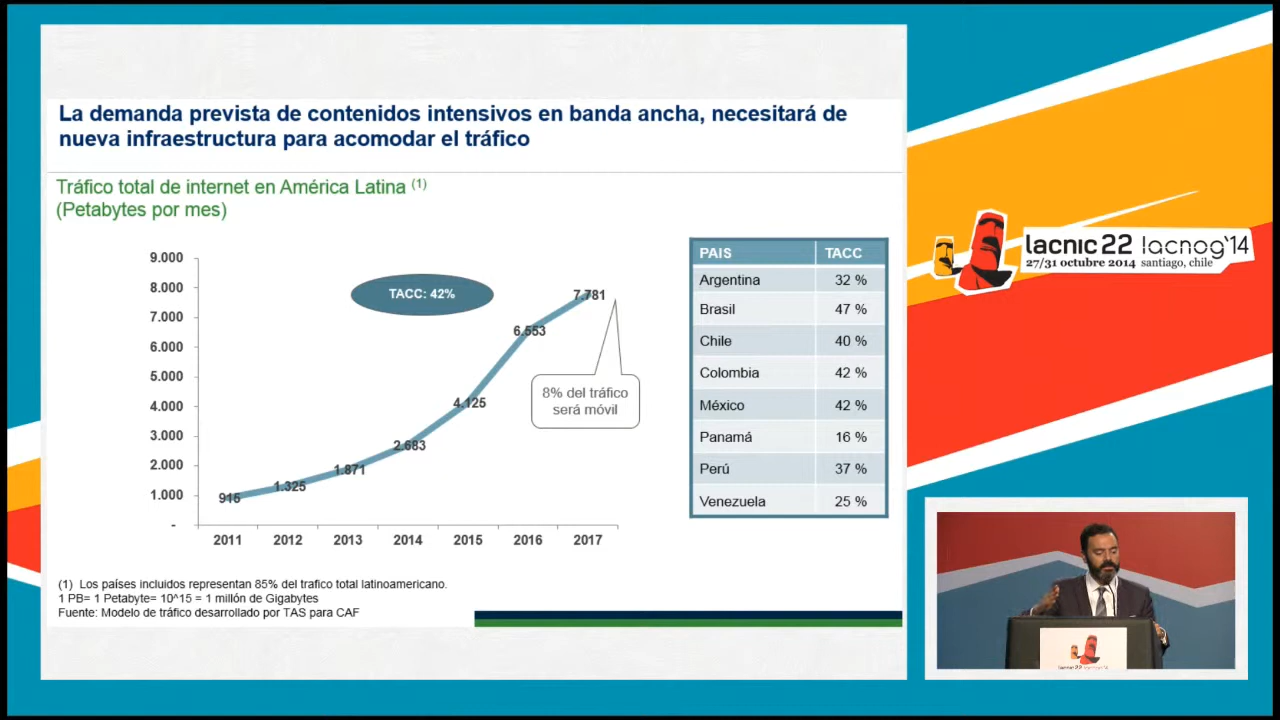 La demanda prevista de contenidos intensivos en banda ancha, necesitará de
nueva infraestructura para acomodar el tráfico
Tráfico total de internet en América Latina (1)
(Petabytes por mes)
9.000
8.000
7.000
6.000
5.000
4.000
3.000
2.000
1.000
-
TACC: 42%
915
1.325
1.871
2.683
4.125
6.553
7.781
8% del tráfico
será móvil
2011 2012 2013 2014 2015 2016 2017
PAIS TACC
Argentina 32 %
Brasil 47 %
Chile 40 %
Colombia 42 %
México 42 %
Panamá 16 %
Perú 37 %
Venezuela 25 %
(1) Los países incluidos representan 85% del trafico total latinoamericano.
1 PB= 1 Petabyte= 10^15 = 1 millón de Gigabytes
Fuente: Modelo de tráfico desarrollado por TAS para CAF
lacnic 22 lacnog'14
27/31 octubre 2014 santiago, chile
lacnic 22 lacnog'14